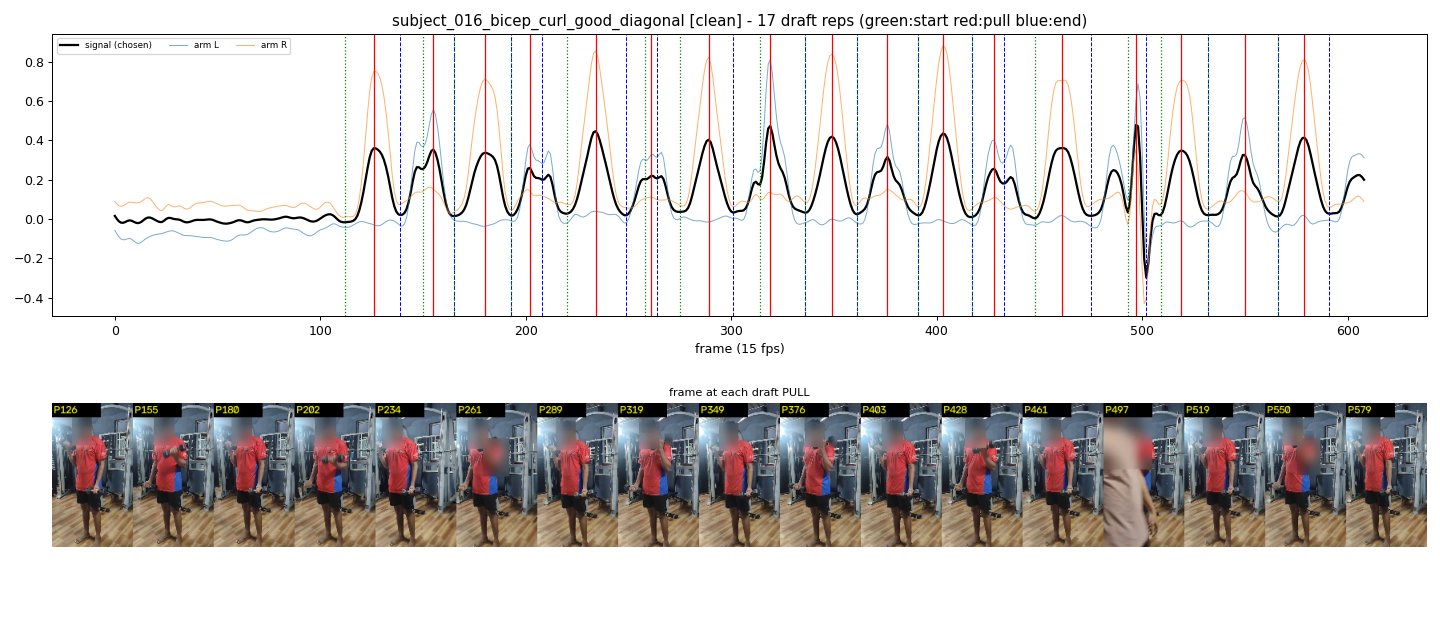 subject_016_bicep_curl_good_diagonal [clean] - 17 draft reps (green:start red:pull blue:end)
signal (chosen) arm L arm R
0.8
0.6
0.4
0.2
0.0
−0.2
−0.4
0 100 200 300 400 500 600
frame (15 fps)
frame at each draft PULL
P126 P155 P180 P202 P234 P261 P289 P319 P349 P376 P403 P428 P461 P497 P519 P550 P579